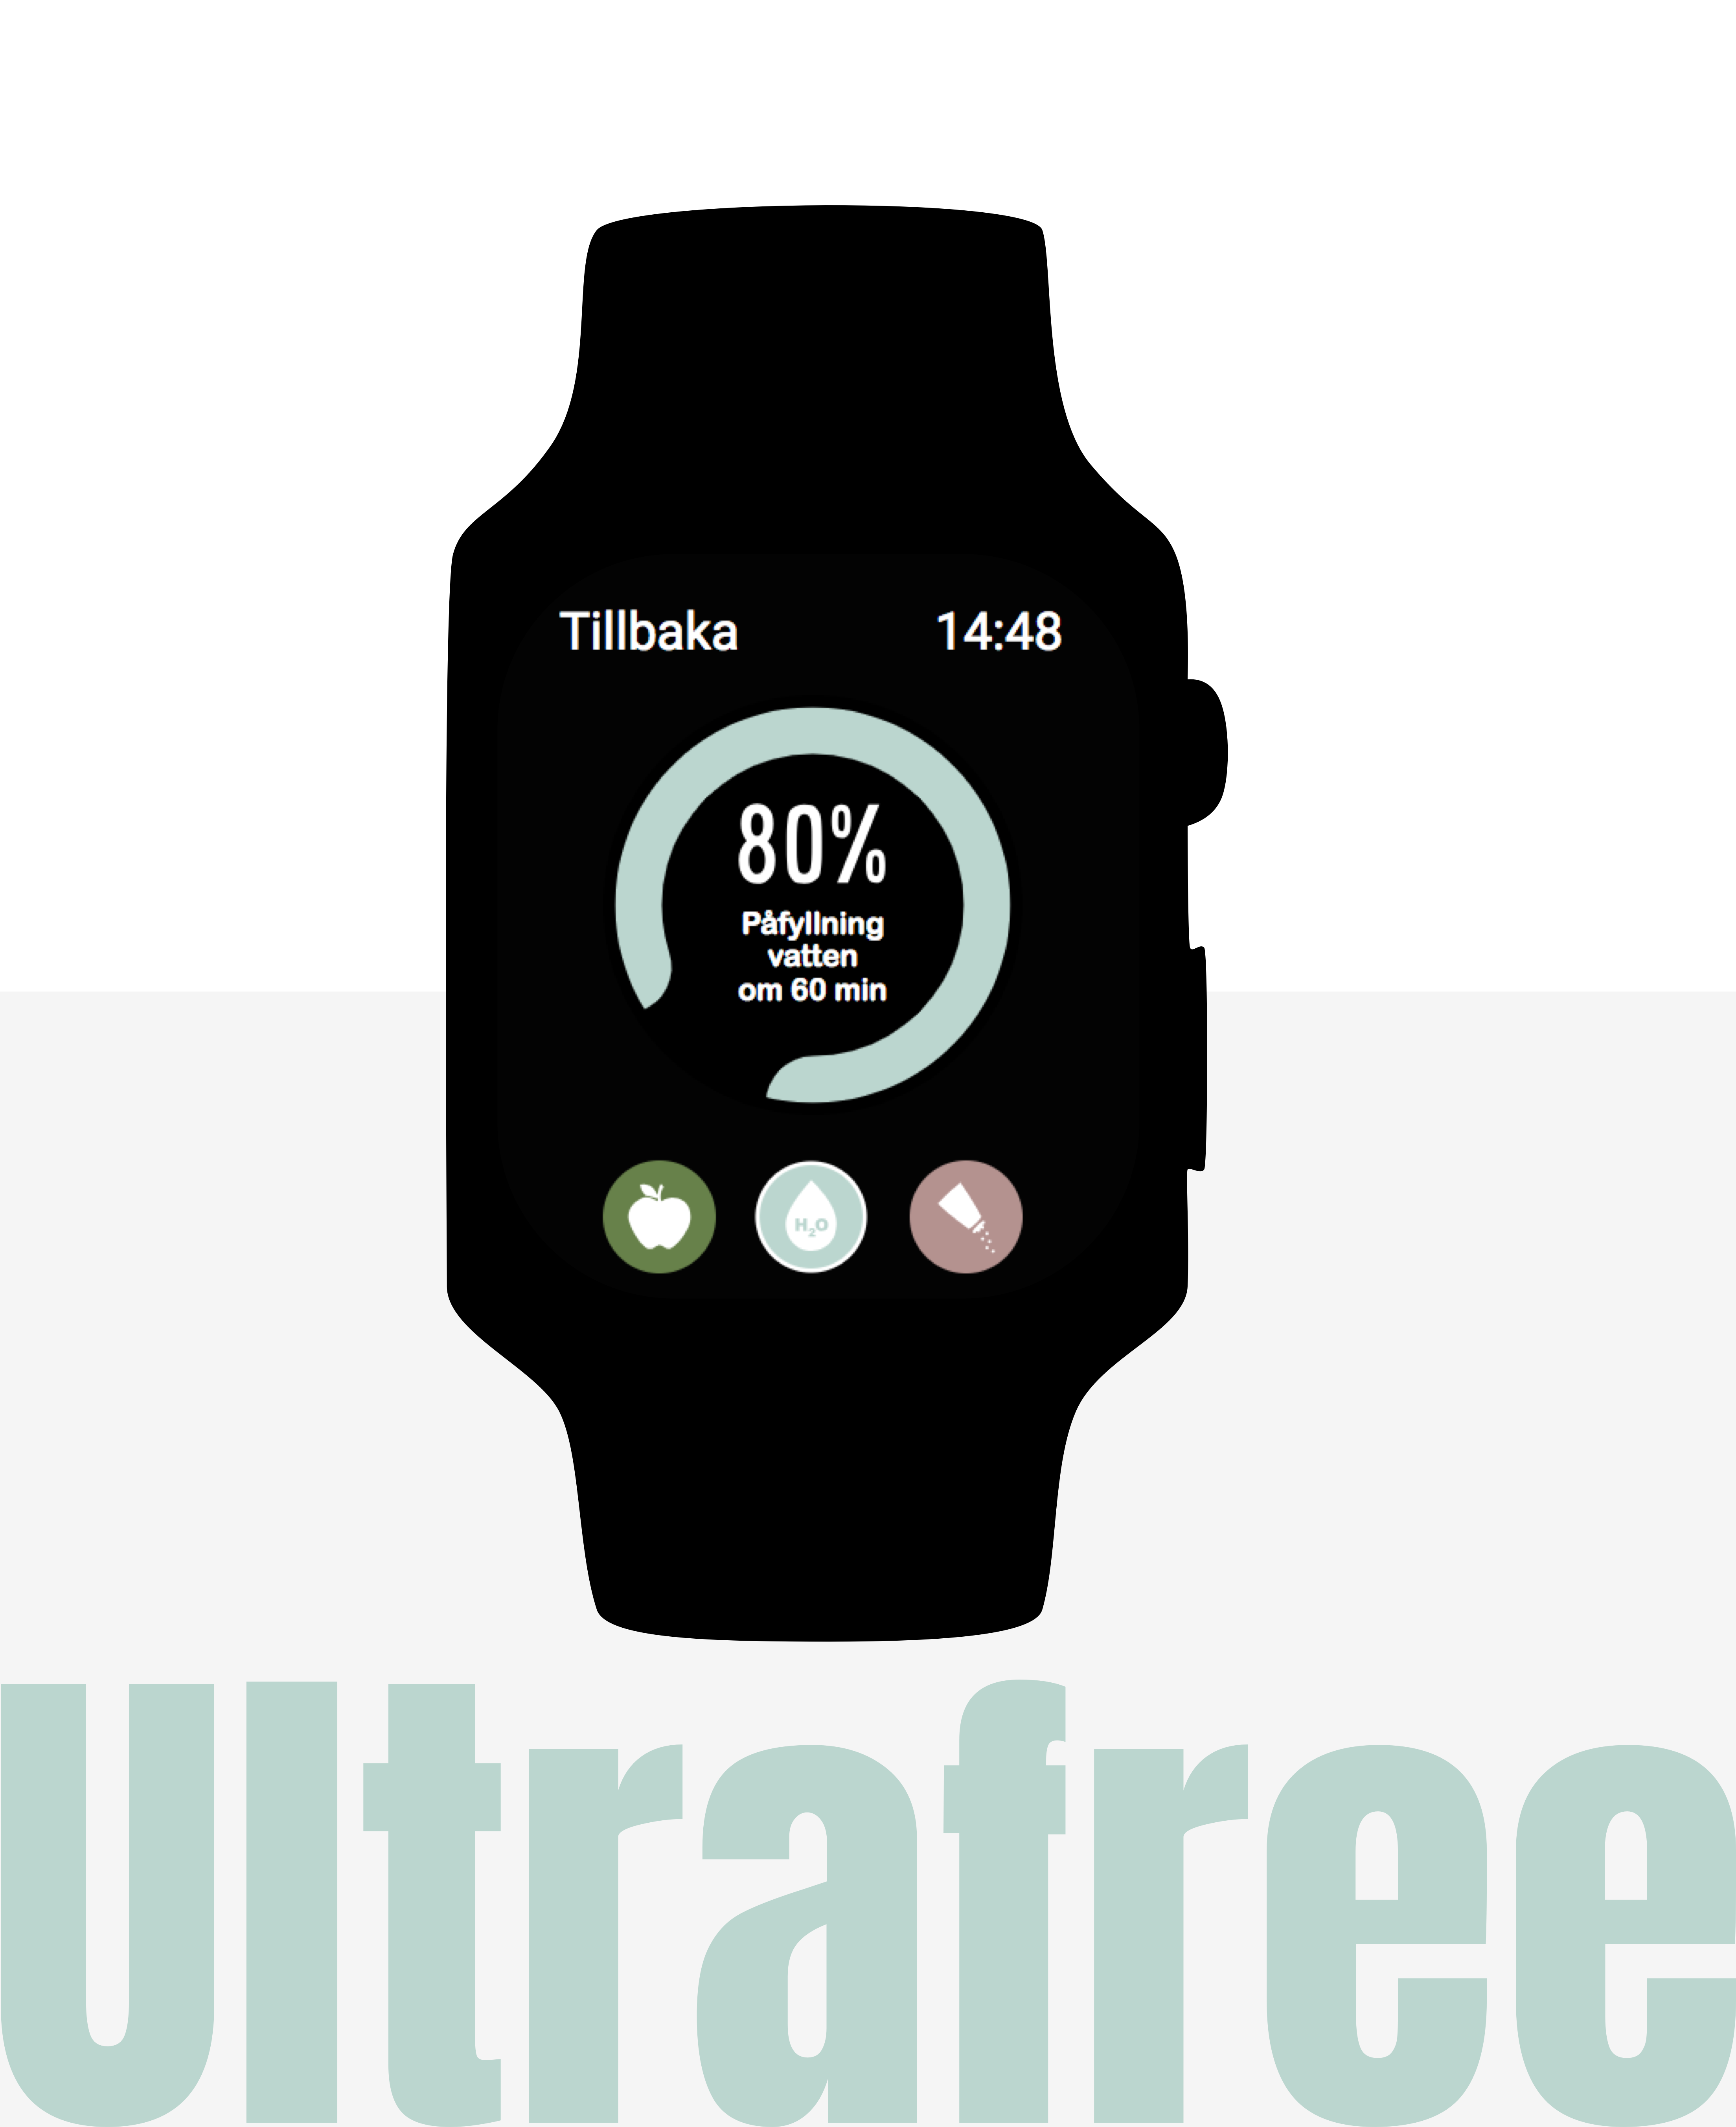 Tillbaka 14:48
80%
Påfyllning
vatten
om 60 min
H₂O
Ultrafree